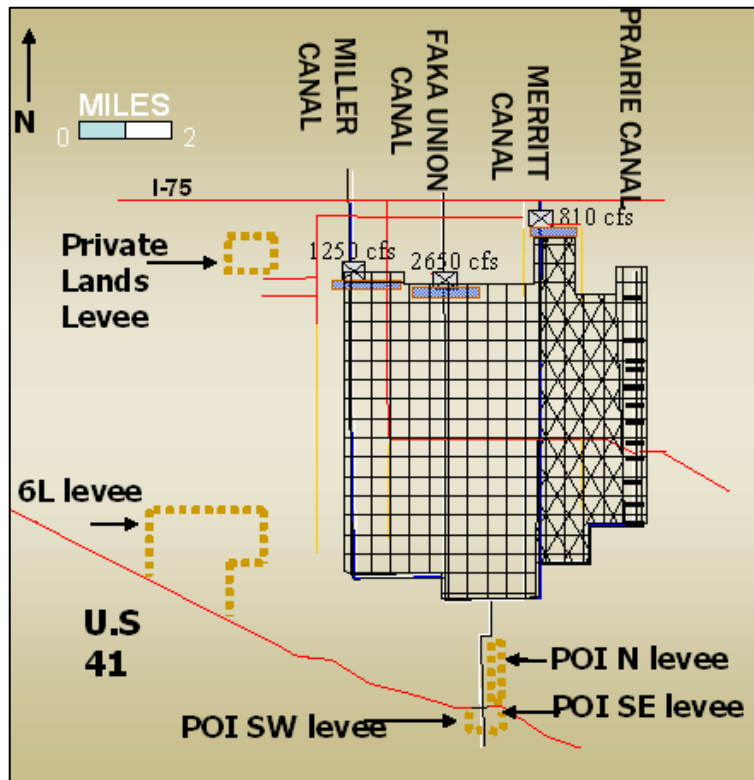 MILLER
CANAL
FAKA UNION
CANAL
MERRITT
CANAL
PRAIRIE CANAL
N
MILES
0 2
I-75
810 cfs
Private
Lands
Levee
1250 cfs
2650 cfs
6L levee
U.S
41
POI N levee
POI SE levee
POI SW levee